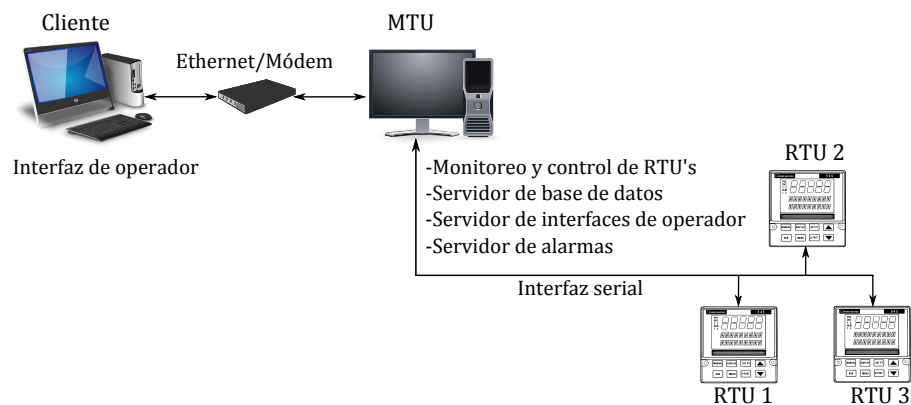 Cliente
MTU
Ethernet/Módem
Interfaz de operador
-Monitoreo y control de RTU's
-Servidor de base de datos
-Servidor de interfaces de operador
-Servidor de alarmas
RTU 2
Interfaz serial
RTU 1
RTU 3